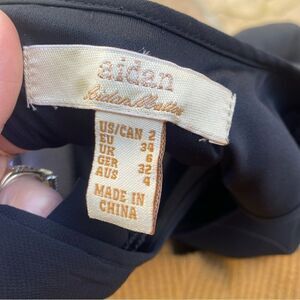 aidan
Aidan Mattox
US/CAN 2
EU 34
UK 6
GER 32
AUS 4
MADE IN
CHINA